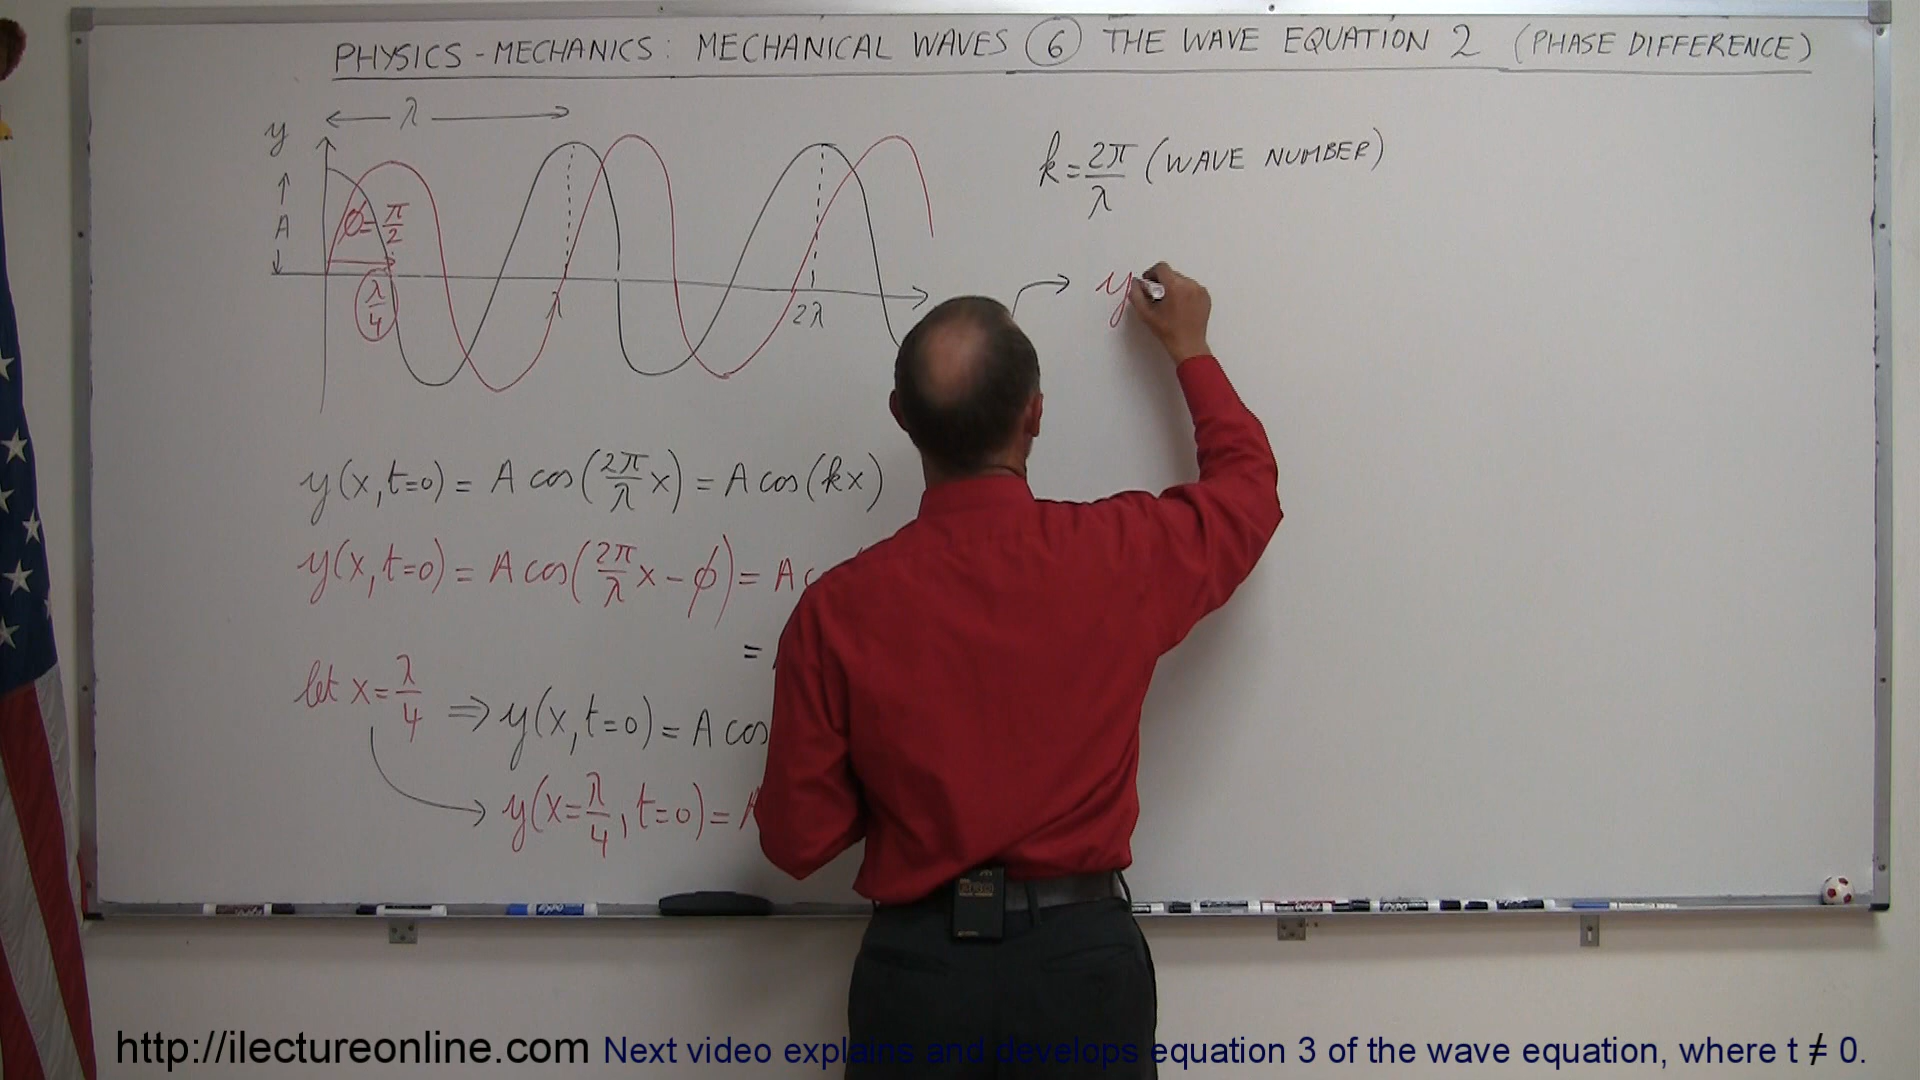 PHYSICS - MECHANICS: MECHANICAL WAVES ⑥ THE WAVE EQUATION 2 (PHASE DIFFERENCE)
λ
y
A
φ = π/2
λ/4
λ
2λ
k = 2π/λ (WAVE NUMBER)
y
y(x, t=0) = A cos(2π/λ x) = A cos(kx)
y(x, t=0) = A cos(2π/λ x - φ) = A c
=
let x = λ/4 ⇒ y(x, t=0) = A cos
y(x = λ/4, t=0) = A
http://ilectureonline.com Next video explains and develops equation 3 of the wave equation, where t ≠ 0.